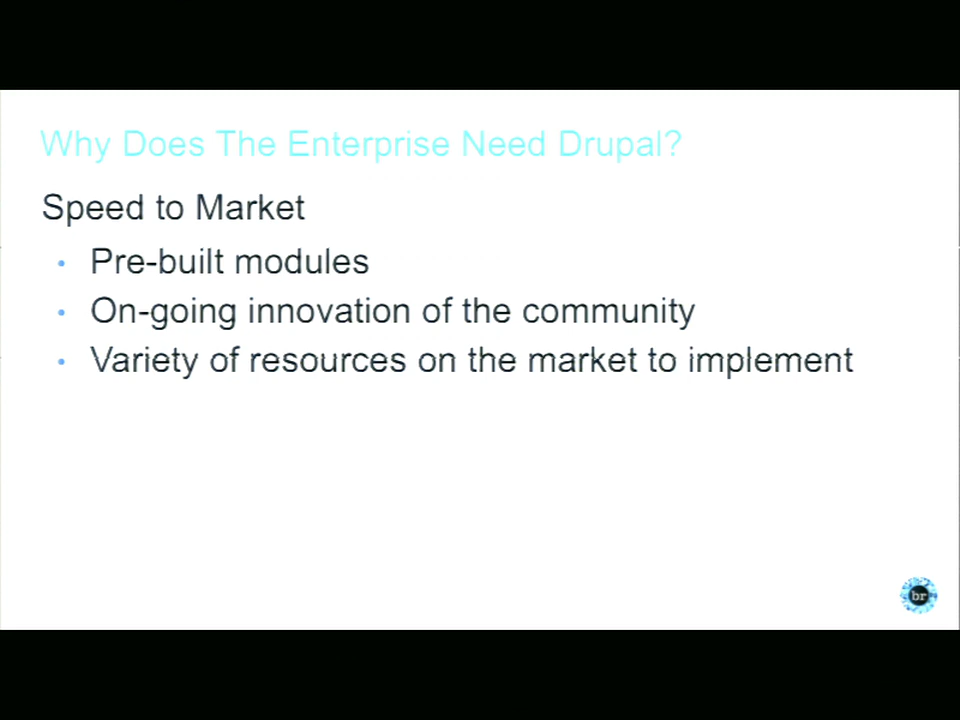 Why Does The Enterprise Need Drupal?
Speed to Market
• Pre-built modules
• On-going innovation of the community
• Variety of resources on the market to implement
br